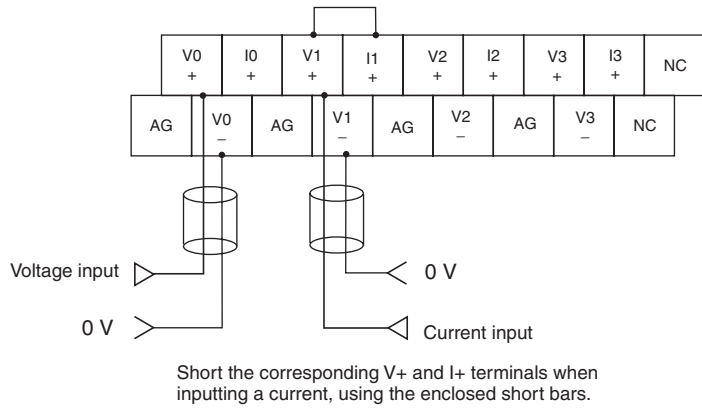 V0 I0 V1 I1 V2 I2 V3 I3 NC
+ + + + + + + +
AG V0 AG V1 AG V2 AG V3 NC
– – – –
Voltage input
0 V
0 V
Current input
Short the corresponding V+ and I+ terminals when
inputting a current, using the enclosed short bars.